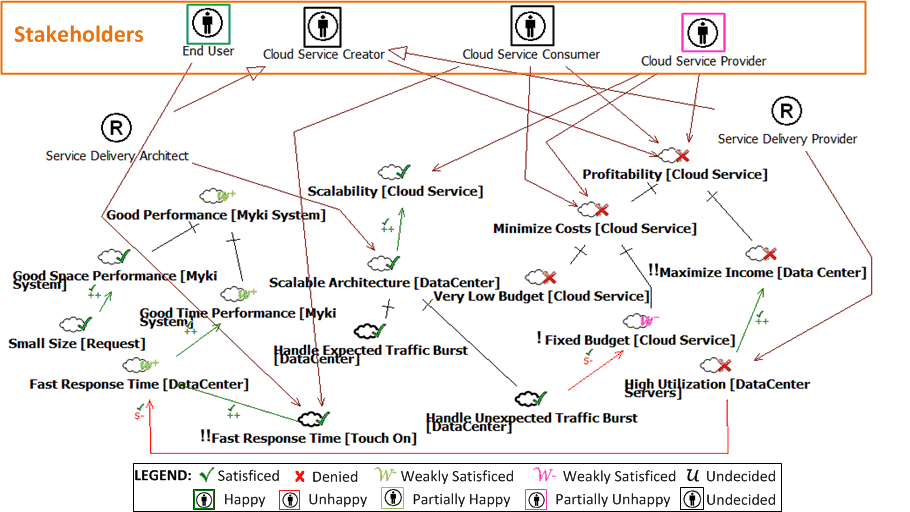 Stakeholders
End User
Cloud Service Creator
Cloud Service Consumer
Cloud Service Provider
R
Service Delivery Architect
R
Service Delivery Provider
Scalability [Cloud Service]
Profitability [Cloud Service]
W+
Good Performance [Myki System]
++
Minimize Costs [Cloud Service]
Good Space Performance [Myki
System]
++
Scalable Architecture [DataCenter]
!!Maximize Income [Data Center]
Very Low Budget [Cloud Service]
W+
Good Time Performance [Myki
System]
++
Small Size [Request]
Handle Expected Traffic Burst
[DataCenter]
W-
! Fixed Budget [Cloud Service]
++
S-
W+
Fast Response Time [DataCenter]
High Utilization [DataCenter
Servers]
S-
++
Handle Unexpected Traffic Burst
[DataCenter]
!!Fast Response Time [Touch On]
LEGEND: Satisficed Denied W+ Weakly Satisficed W- Weakly Satisficed U Undecided
Happy Unhappy Partially Happy Partially Unhappy Undecided